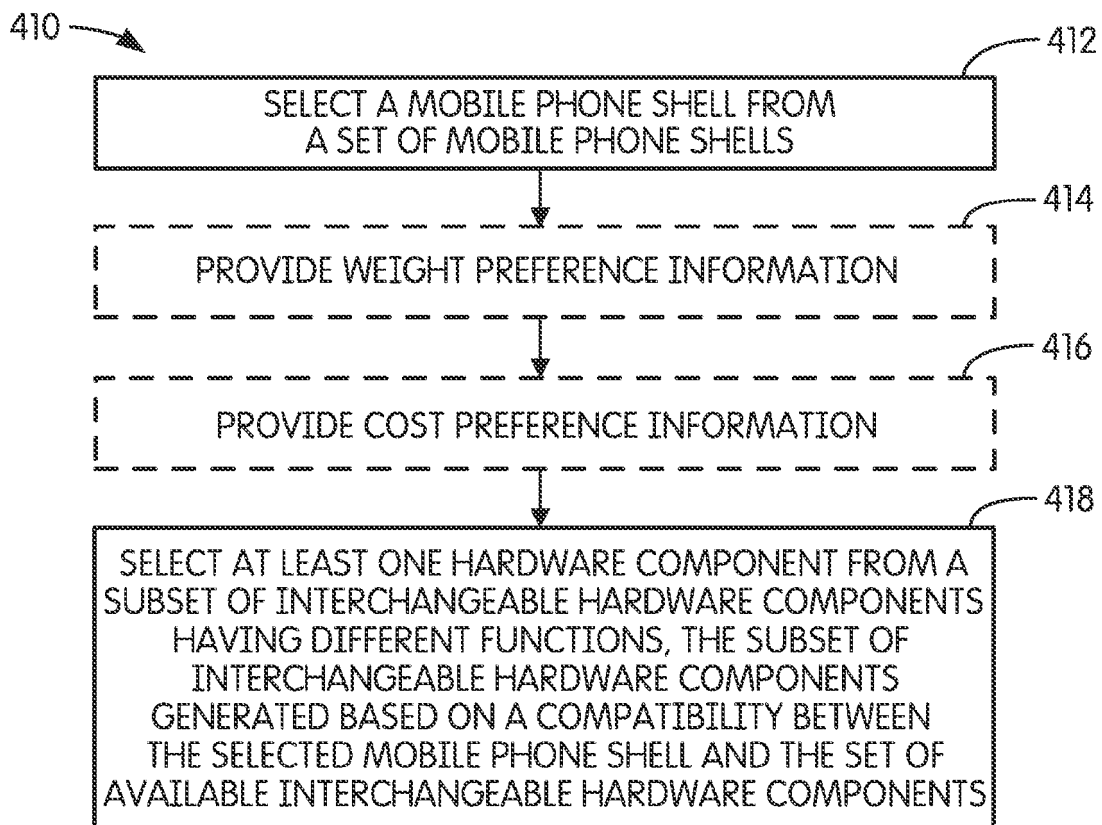 410
412
SELECT A MOBILE PHONE SHELL FROM
A SET OF MOBILE PHONE SHELLS
414
PROVIDE WEIGHT PREFERENCE INFORMATION
416
PROVIDE COST PREFERENCE INFORMATION
418
SELECT AT LEAST ONE HARDWARE COMPONENT FROM A
SUBSET OF INTERCHANGEABLE HARDWARE COMPONENTS
HAVING DIFFERENT FUNCTIONS, THE SUBSET OF
INTERCHANGEABLE HARDWARE COMPONENTS
GENERATED BASED ON A COMPATIBILITY BETWEEN
THE SELECTED MOBILE PHONE SHELL AND THE SET OF
AVAILABLE INTERCHANGEABLE HARDWARE COMPONENTS